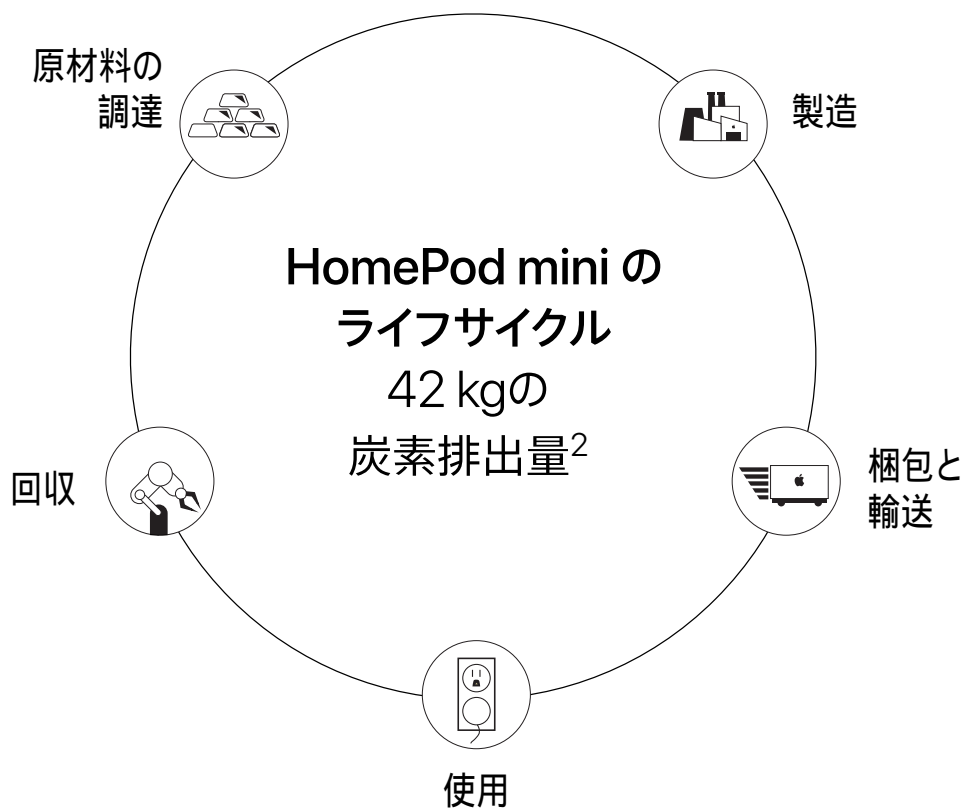 原材料の
調達
製造
HomePod mini の
ライフサイクル
42 kgの
炭素排出量2
回収
梱包と
輸送
使用